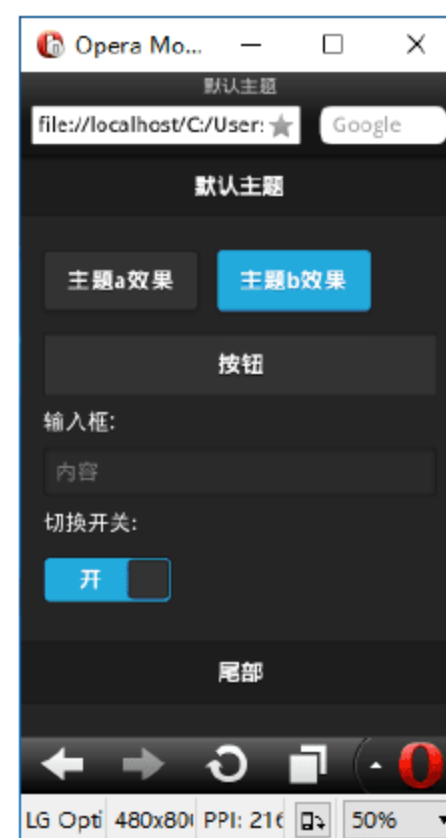 Opera Mo...
默认主题
file://localhost/C:/User: Google
默认主题
主题a效果 主题b效果
按钮
输入框:
内容
切换开关:
开
尾部
LG Opti 480x80 PPI: 216 50%